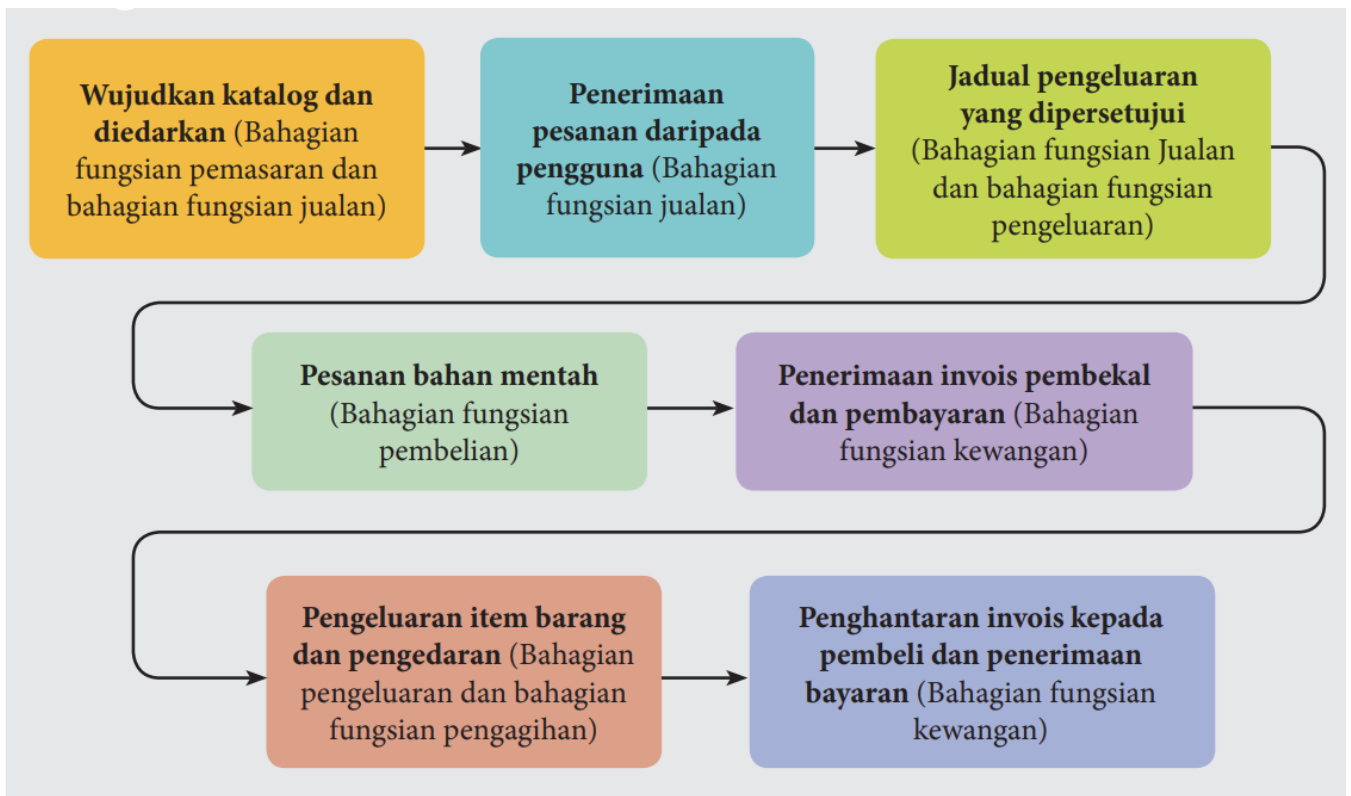 Wujudkan katalog dan
diedarkan (Bahagian
fungsian pemasaran dan
bahagian fungsian jualan)
Penerimaan
pesanan daripada
pengguna (Bahagian
fungsian jualan)
Jadual pengeluaran
yang dipersetujui
(Bahagian fungsian Jualan
dan bahagian fungsian
pengeluaran)
Pesanan bahan mentah
(Bahagian fungsian
pembelian)
Penerimaan invois pembekal
dan pembayaran (Bahagian
fungsian kewangan)
Pengeluaran item barang
dan pengedaran (Bahagian
pengeluaran dan bahagian
fungsian pengagihan)
Penghantaran invois kepada
pembeli dan penerimaan
bayaran (Bahagian fungsian
kewangan)